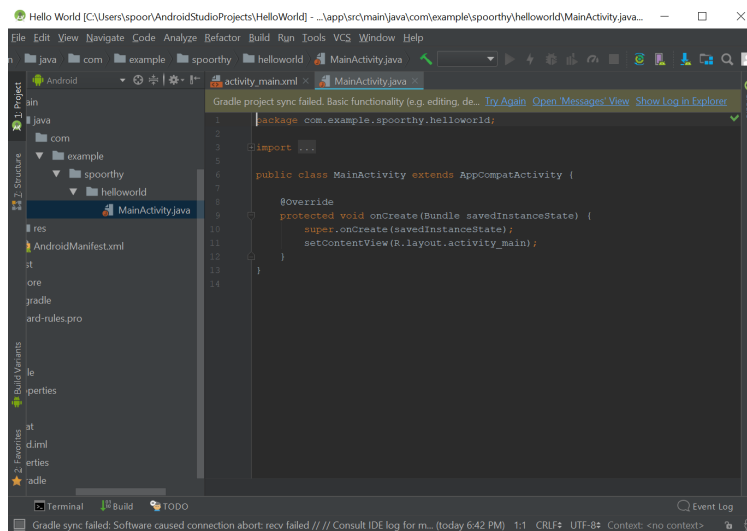 Hello World [C:\Users\spoor\AndroidStudioProjects\HelloWorld] - ...\app\src\main\java\com\example\spoorthy\helloworld\MainActivity.java...
File Edit View Navigate Code Analyze Refactor Build Run Tools VCS Window Help
n java com example spoorthy helloworld MainActivity.java
1: Project
Z: Structure
Build Variants
2: Favorites
Android
ain
java
com
example
spoorthy
helloworld
MainActivity.java
res
AndroidManifest.xml
st
ore
gradle
ard-rules.pro
le
perties
at
d.iml
erties
radle
activity_main.xml × MainActivity.java ×
Gradle project sync failed. Basic functionality (e.g. editing, de... Try Again Open 'Messages' View Show Log in Explorer
1 package com.example.spoorthy.helloworld;
2
3 import ...
5
6 public class MainActivity extends AppCompatActivity {
7
8 @Override
9 protected void onCreate(Bundle savedInstanceState) {
10 super.onCreate(savedInstanceState);
11 setContentView(R.layout.activity_main);
12 }
13 }
14
Terminal Build TODO Event Log
Gradle sync failed: Software caused connection abort: recv failed // // Consult IDE log for m... (today 6:42 PM) 1:1 CRLF UTF-8 Context: <no context>